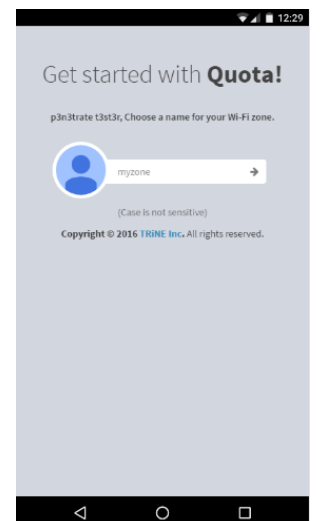 12:29
Get started with Quota!
p3n3trate t3st3r, Choose a name for your Wi-Fi zone.
myzone
(Case is not sensitive)
Copyright © 2016 TRiNE Inc. All rights reserved.